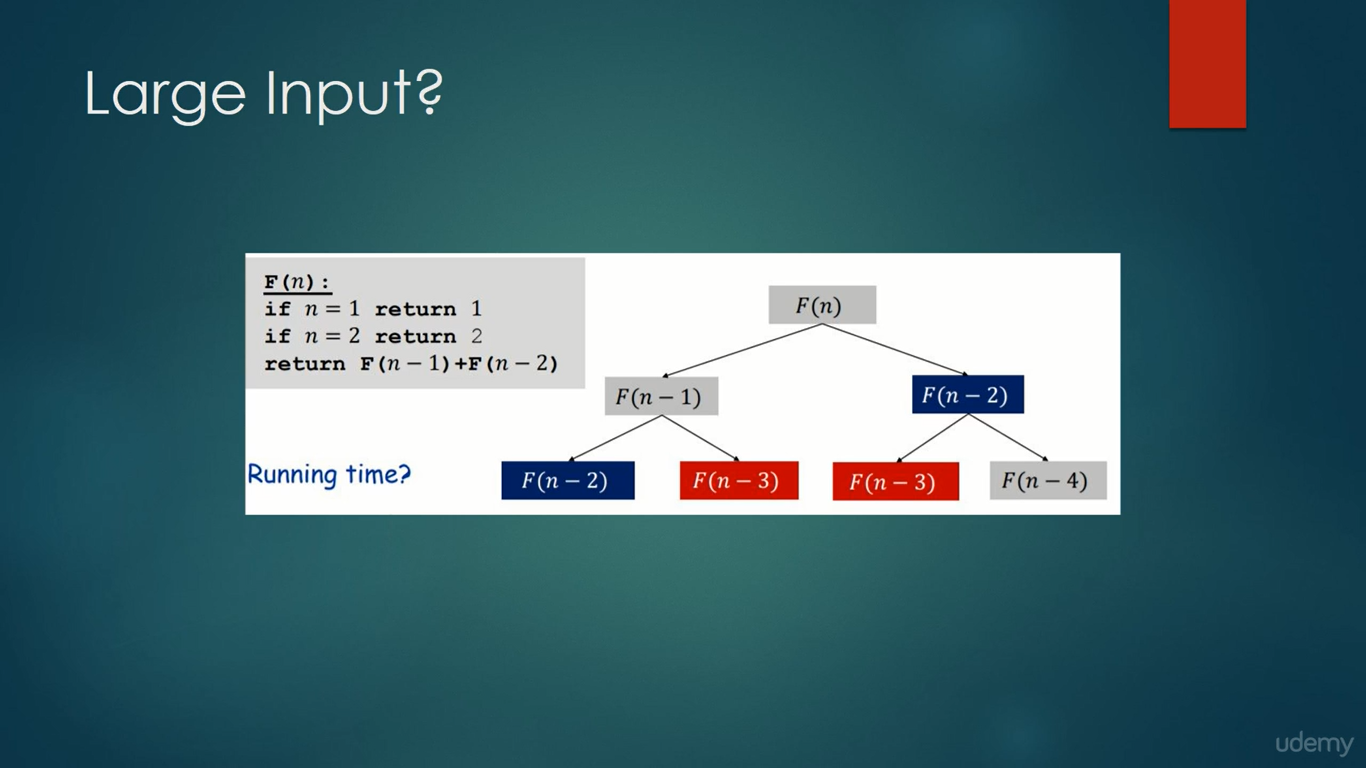 Large Input?
F(n):
if n = 1 return 1
if n = 2 return 2
return F(n − 1)+F(n − 2)
Running time?
F(n)
F(n − 1)
F(n − 2)
F(n − 2)
F(n − 3)
F(n − 3)
F(n − 4)
udemy